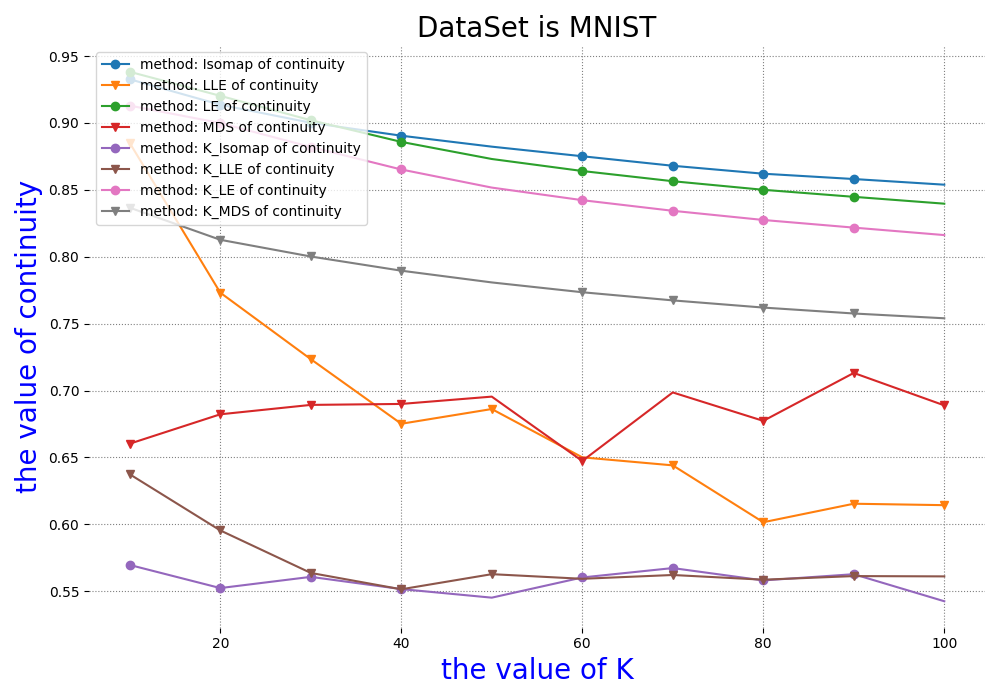 DataSet is MNIST
0.95
0.90
0.85
0.80
0.75
0.70
0.65
0.60
0.55
the value of continuity
method: Isomap of continuity
method: LLE of continuity
method: LE of continuity
method: MDS of continuity
method: K_Isomap of continuity
method: K_LLE of continuity
method: K_LE of continuity
method: K_MDS of continuity
20
40
60
80
100
the value of K